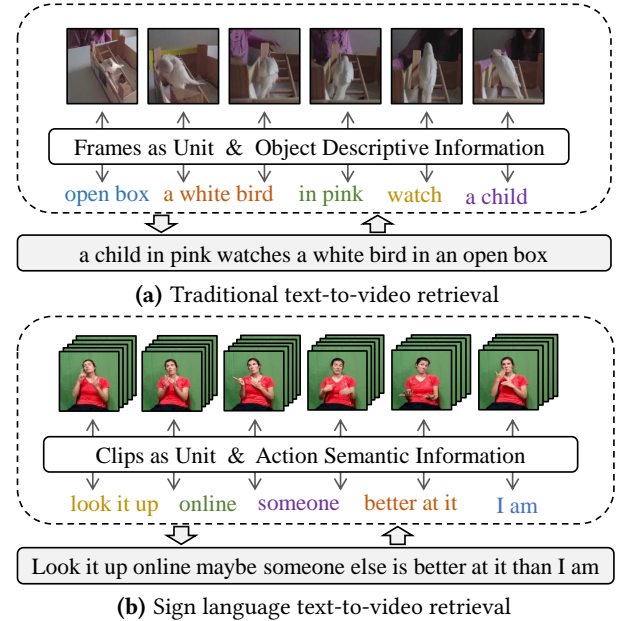 Frames as Unit & Object Descriptive Information
open box a white bird in pink watch a child
a child in pink watches a white bird in an open box
(a) Traditional text-to-video retrieval
Clips as Unit & Action Semantic Information
look it up online someone better at it I am
Look it up online maybe someone else is better at it than I am
(b) Sign language text-to-video retrieval